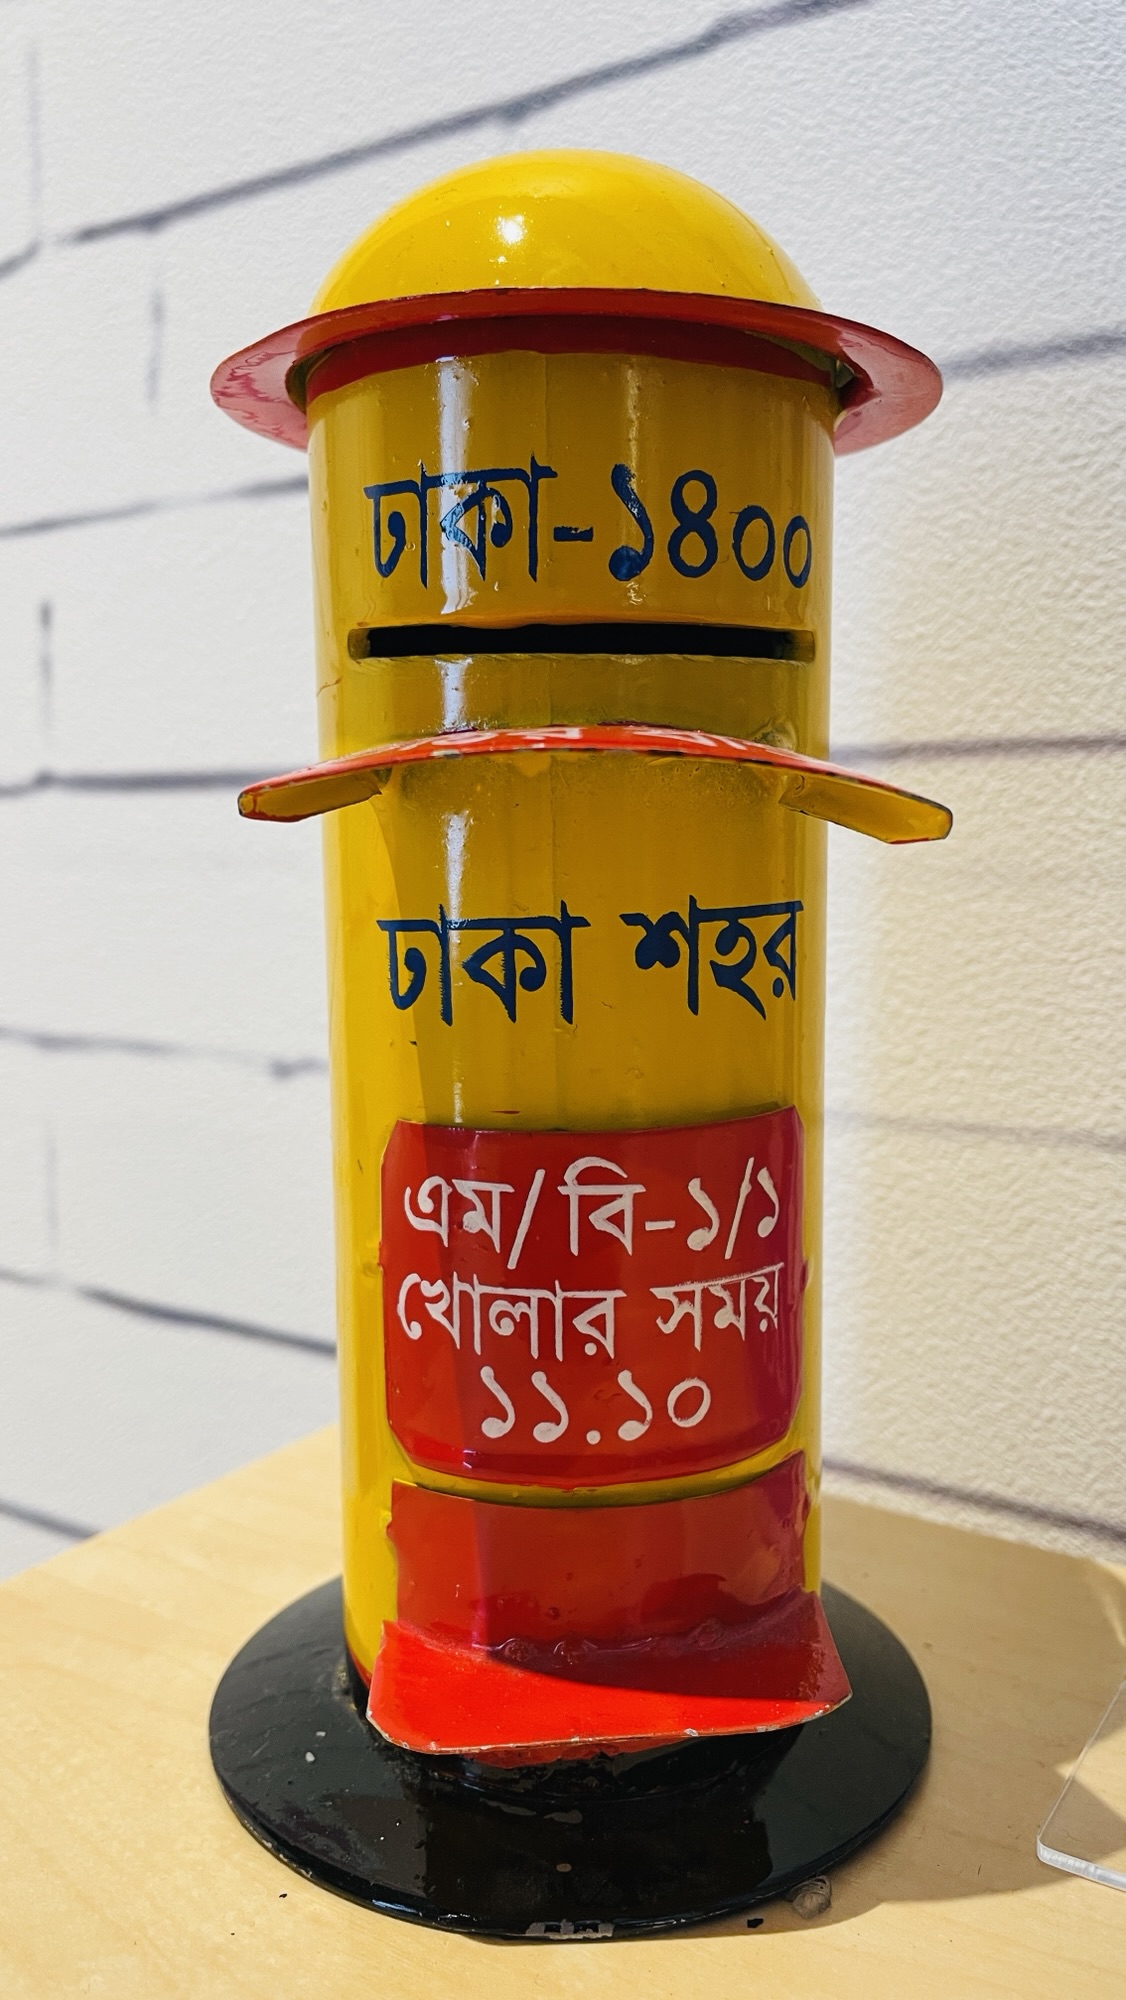 ঢাকা-১৪০০
ঢাকা শহর
এম/বি-১/১
খোলার সময়
১১.১০